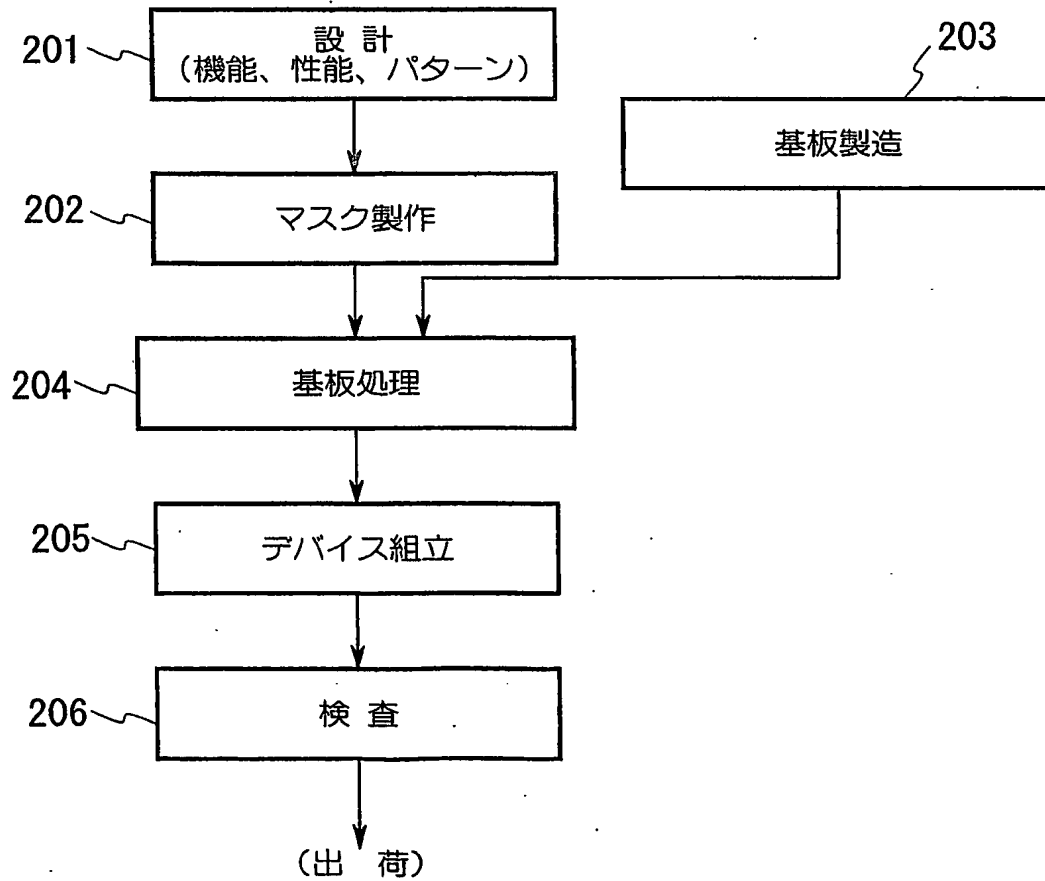 201
設 計
(機能、性能、パターン)
203
基板製造
202
マスク製作
204
基板処理
205
デバイス組立
206
検 査
(出 荷)